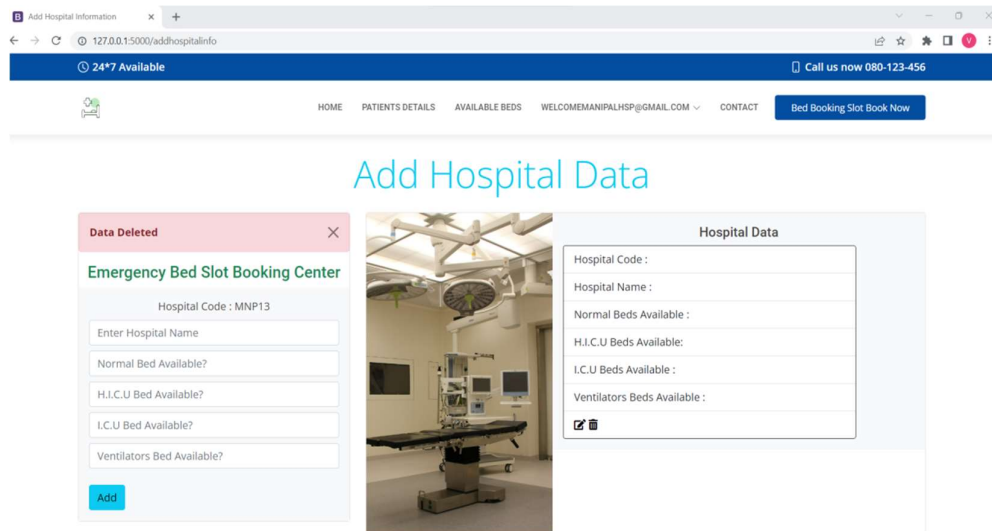 Add Hospital Information
127.0.0.1:5000/addhospitalinfo
V
24*7 Available
Call us now 080-123-456
HOME PATIENTS DETAILS AVAILABLE BEDS WELCOMEMANIPALHSP@GMAIL.COM CONTACT Bed Booking Slot Book Now
Add Hospital Data
Data Deleted
Emergency Bed Slot Booking Center
Hospital Code : MNP13
Enter Hospital Name
Normal Bed Available?
H.I.C.U Bed Available?
I.C.U Bed Available?
Ventilators Bed Available?
Add
Hospital Data
Hospital Code :
Hospital Name :
Normal Beds Available :
H.I.C.U Beds Available:
I.C.U Beds Available :
Ventilators Beds Available :